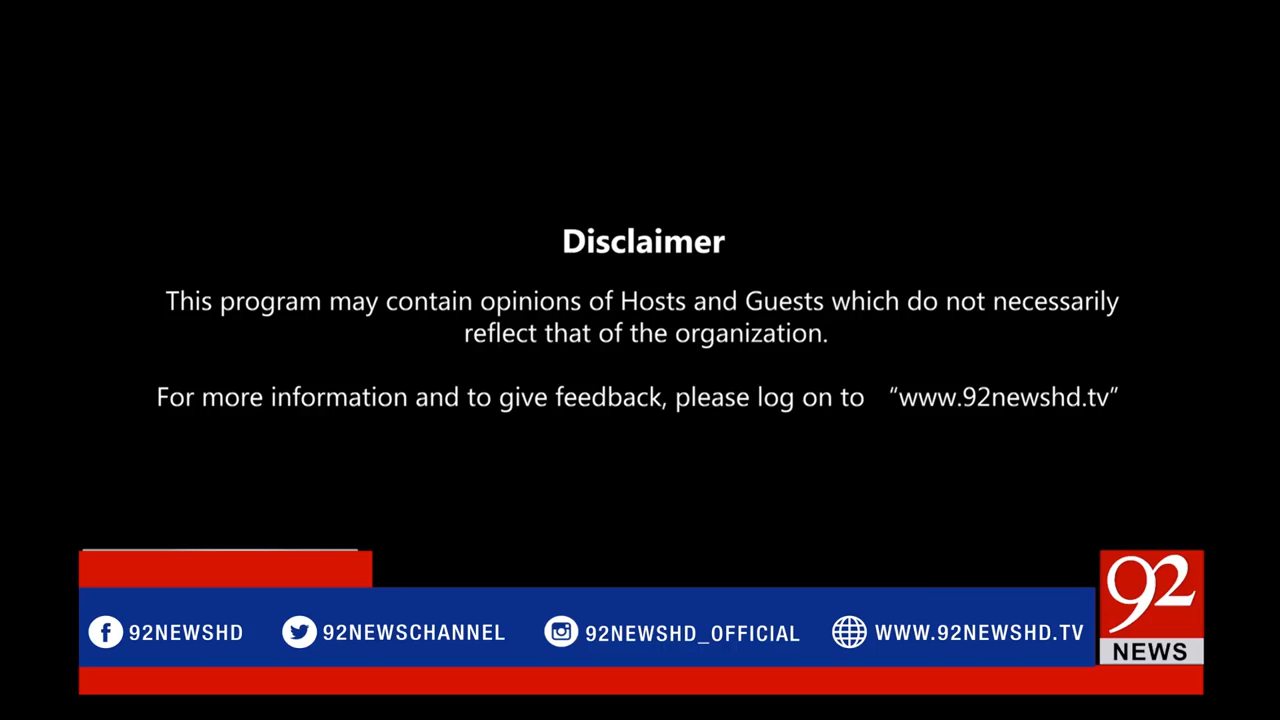 Disclaimer
This program may contain opinions of Hosts and Guests which do not necessarily
reflect that of the organization.
For more information and to give feedback, please log on to “www.92newshd.tv”
92NEWSHD
92NEWSCHANNEL
92NEWSHD_OFFICIAL
WWW.92NEWSHD.TV
92
NEWS